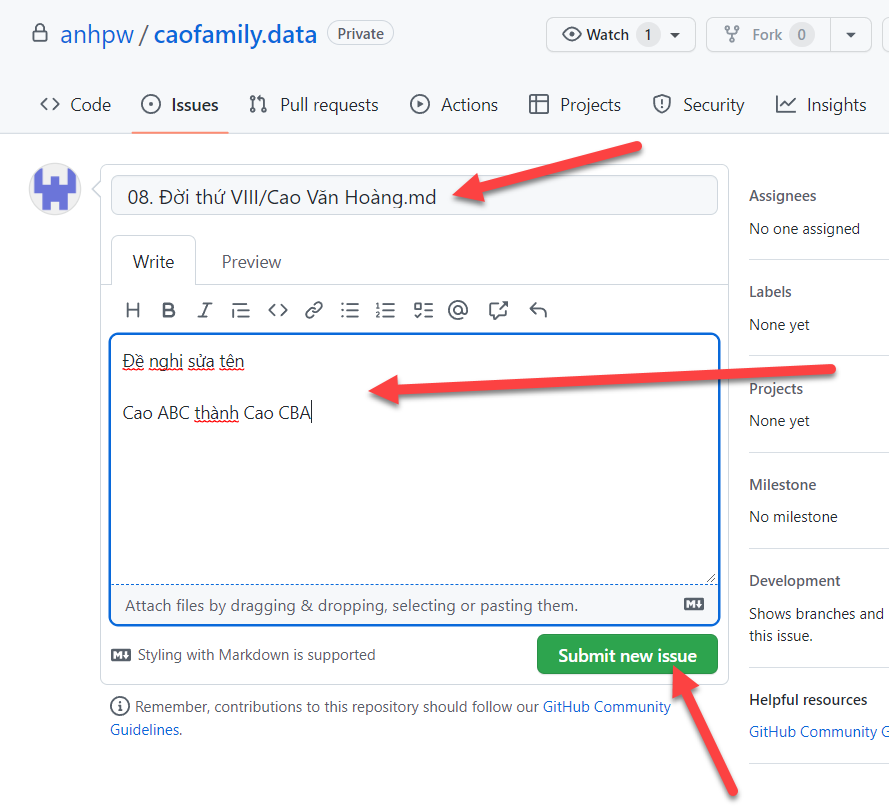 anhpw / caofamily.data Private Watch 1 Fork 0
Code Issues Pull requests Actions Projects Security Insights
08. Đời thứ VIII/Cao Văn Hoàng.md
Write Preview
H B I @
Đề nghị sửa tên
Cao ABC thành Cao CBA
Attach files by dragging & dropping, selecting or pasting them.
Styling with Markdown is supported
Submit new issue
Remember, contributions to this repository should follow our GitHub Community
Guidelines.
Assignees
No one assigned
Labels
None yet
Projects
None yet
Milestone
No milestone
Development
Shows branches and
this issue.
Helpful resources
GitHub Community G